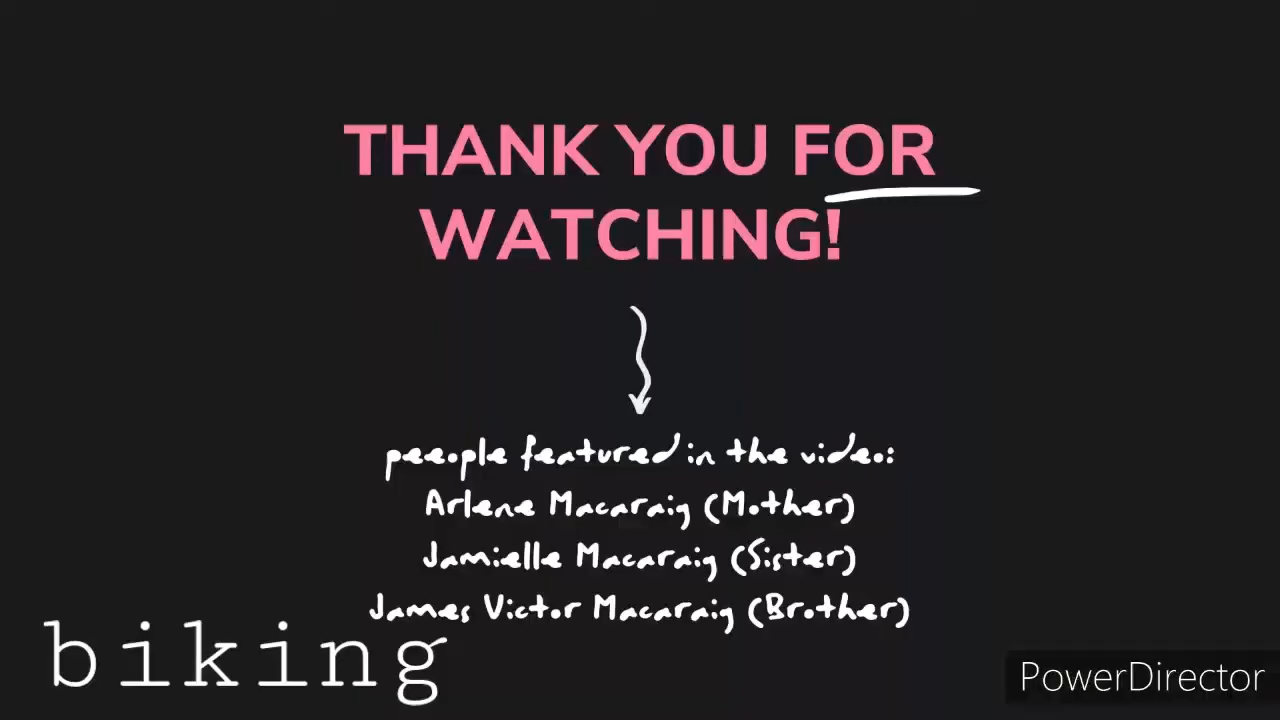 THANK YOU FOR
WATCHING!
peeople featured in the video:
Arlene Macaraig (Mother)
Jamielle Macaraig (Sister)
James Victor Macaraig (Brother)
biking
PowerDirector